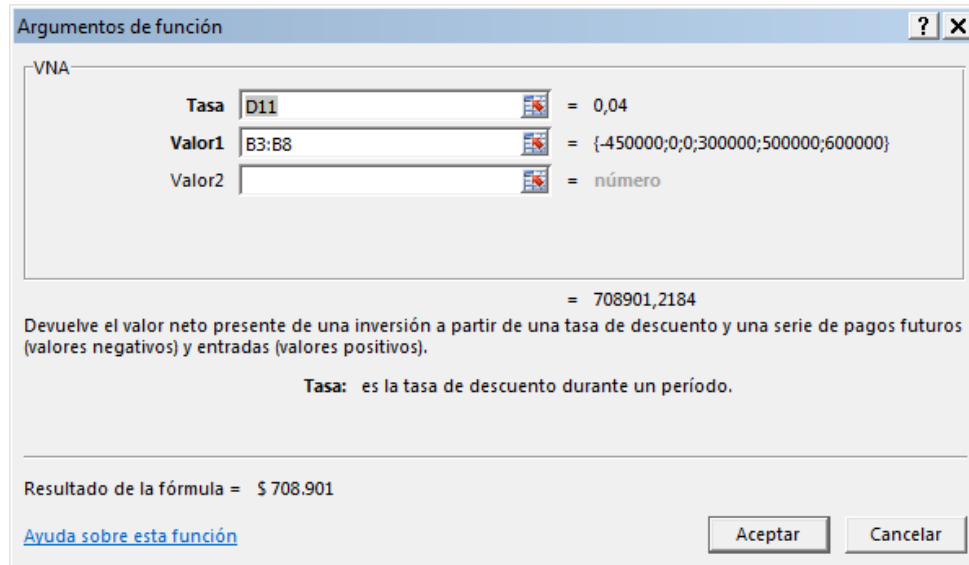 Argumentos de función
VNA
Tasa D11 = 0,04
Valor1 B3:B8 = {-450000;0;0;300000;500000;600000}
Valor2 = número
= 708901,2184
Devuelve el valor neto presente de una inversión a partir de una tasa de descuento y una serie de pagos futuros
(valores negativos) y entradas (valores positivos).
Tasa: es la tasa de descuento durante un período.
Resultado de la fórmula = $ 708.901
Ayuda sobre esta función Aceptar Cancelar